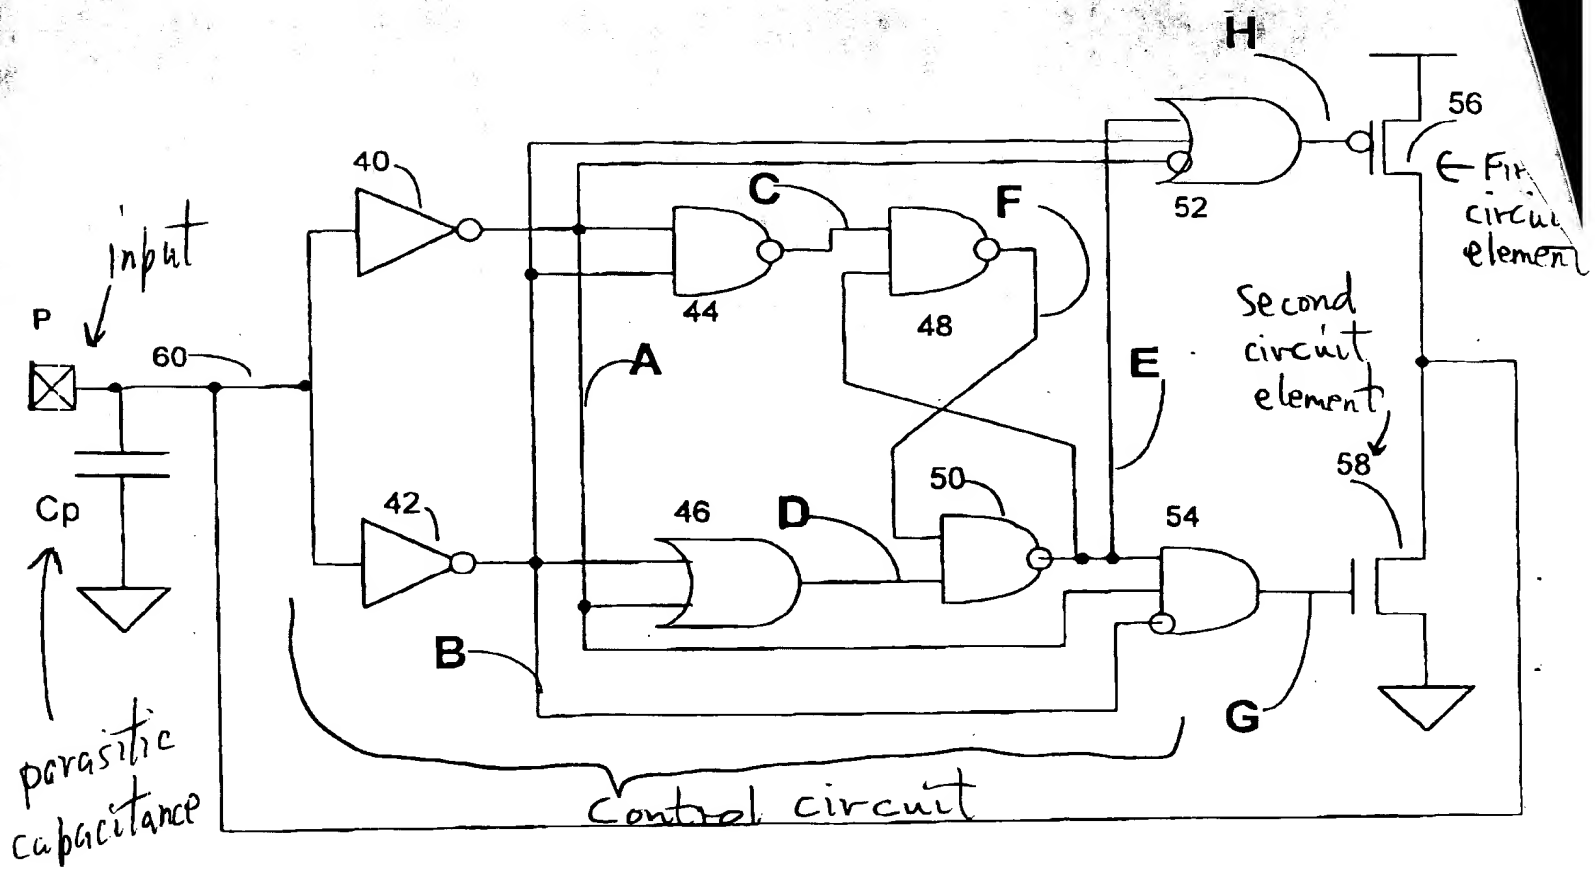 H
56
← Fir
circui
element
40
C
F
52
input
44
48
Second
circuit
element
P
60
A
E
58
Cp
42
46
D
50
54
B
G
parasitic
capacitance
Control circuit